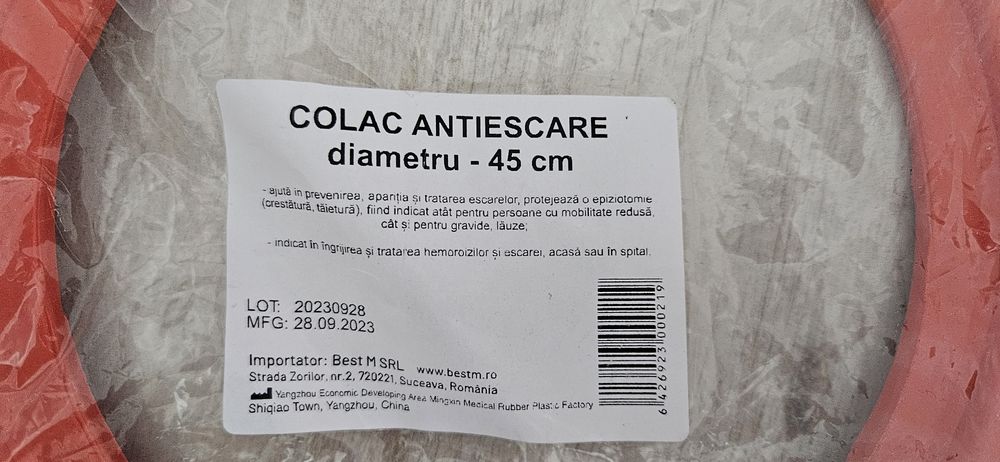 COLAC ANTIESCARE
diametru - 45 cm
- ajută în prevenirea, apariția și tratarea escarelor, protejează o epiziotomie
(crestătură, tăietură), fiind indicat atât pentru persoane cu mobilitate redusă,
cât și pentru gravide, lăuze;
- indicat în îngrijirea și tratarea hemoroizilor și escarei, acasă sau în spital.
LOT: 20230928
MFG: 28.09.2023
Importator: Best M SRL www.bestm.ro
Strada Zorilor, nr.2, 720221, Suceava, România
Yangzhou Economic Developing Area Mingxin Medical Rubber Plastic Factory
Shiqiao Town, Yangzhou, China
6 426923 000219